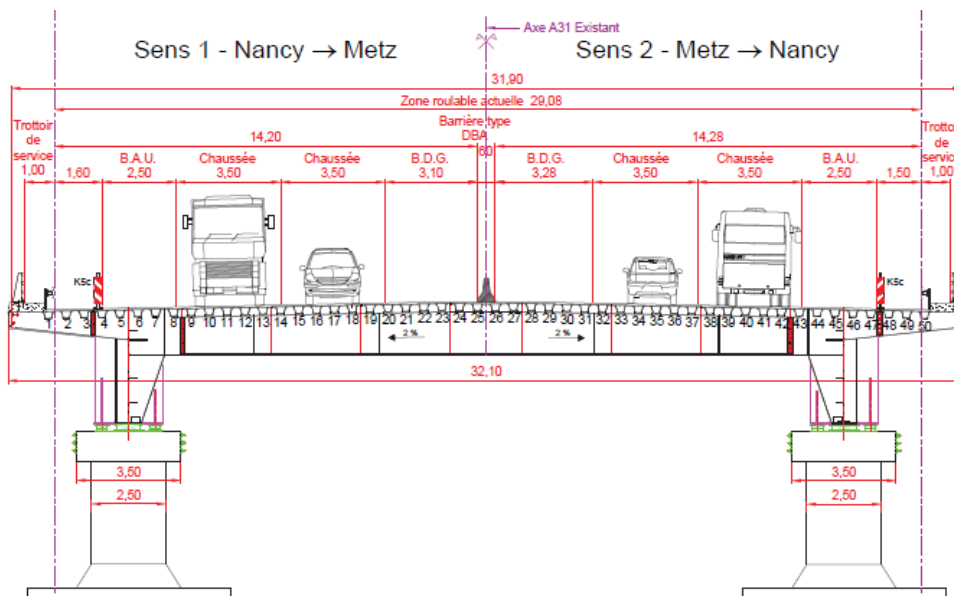 Axe A31 Existant
Sens 1 - Nancy → Metz
Sens 2 - Metz → Nancy
31,90
Zone roulable actuelle 29,08
Trottoir
de
service
1,00
14,20
Barrière type
DBA
60
14,28
Trotto
de
service
1,00
1,60
B.A.U.
2,50
Chaussée
3,50
Chaussée
3,50
B.D.G.
3,10
B.D.G.
3,28
Chaussée
3,50
Chaussée
3,50
B.A.U.
2,50
1,50
K5c
K5c
2 3 4 5 6 7 8 9 10 11 12 13 14 15 16 17 18 19 20 21 22 23 24 25 26 27 28 29 30 31 32 33 34 35 36 37 38 39 40 41 42 43 44 45 46 47 48 49 50
2 %
2 %
32,10
3,50
2,50
3,50
2,50